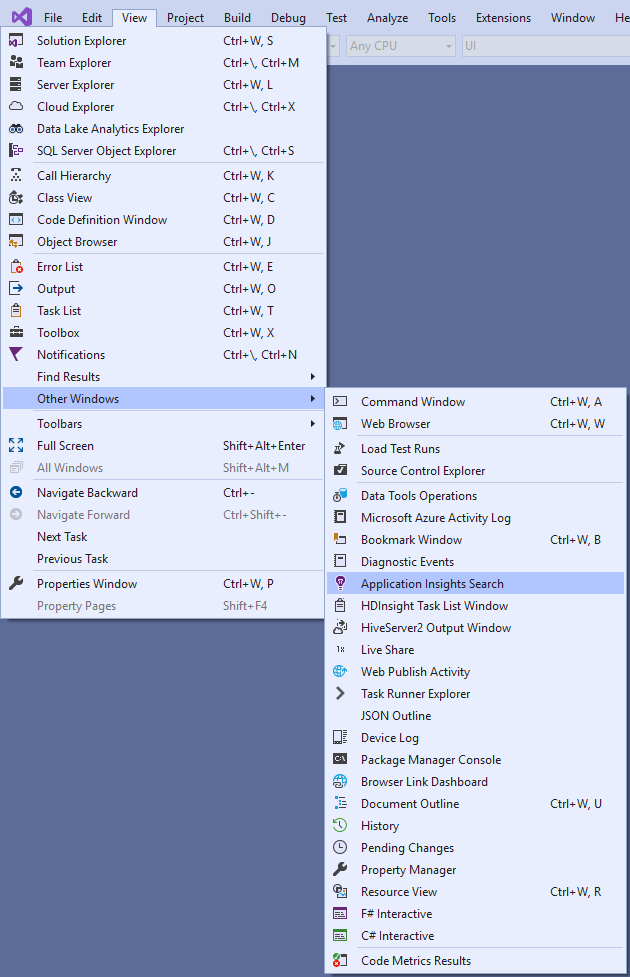 File Edit View Project Build Debug Test Analyze Tools Extensions Window He
Any CPU UI
Solution Explorer Ctrl+W, S
Team Explorer Ctrl+\, Ctrl+M
Server Explorer Ctrl+W, L
Cloud Explorer Ctrl+\, Ctrl+X
Data Lake Analytics Explorer
SQL Server Object Explorer Ctrl+\, Ctrl+S
Call Hierarchy Ctrl+W, K
Class View Ctrl+W, C
Code Definition Window Ctrl+W, D
Object Browser Ctrl+W, J
Error List Ctrl+W, E
Output Ctrl+W, O
Task List Ctrl+W, T
Toolbox Ctrl+W, X
Notifications Ctrl+\, Ctrl+N
Find Results
Other Windows
Toolbars
Full Screen Shift+Alt+Enter
All Windows Shift+Alt+M
Navigate Backward Ctrl+-
Navigate Forward Ctrl+Shift+-
Next Task
Previous Task
Properties Window Ctrl+W, P
Property Pages Shift+F4
Command Window Ctrl+W, A
Web Browser Ctrl+W, W
Load Test Runs
Source Control Explorer
Data Tools Operations
Microsoft Azure Activity Log
Bookmark Window Ctrl+W, B
Diagnostic Events
Application Insights Search
HDInsight Task List Window
HiveServer2 Output Window
1x Live Share
Web Publish Activity
Task Runner Explorer
JSON Outline
Device Log
C:\ Package Manager Console
Browser Link Dashboard
Document Outline Ctrl+W, U
History
Pending Changes
Property Manager
Resource View Ctrl+W, R
F# Interactive
C# Interactive
Code Metrics Results